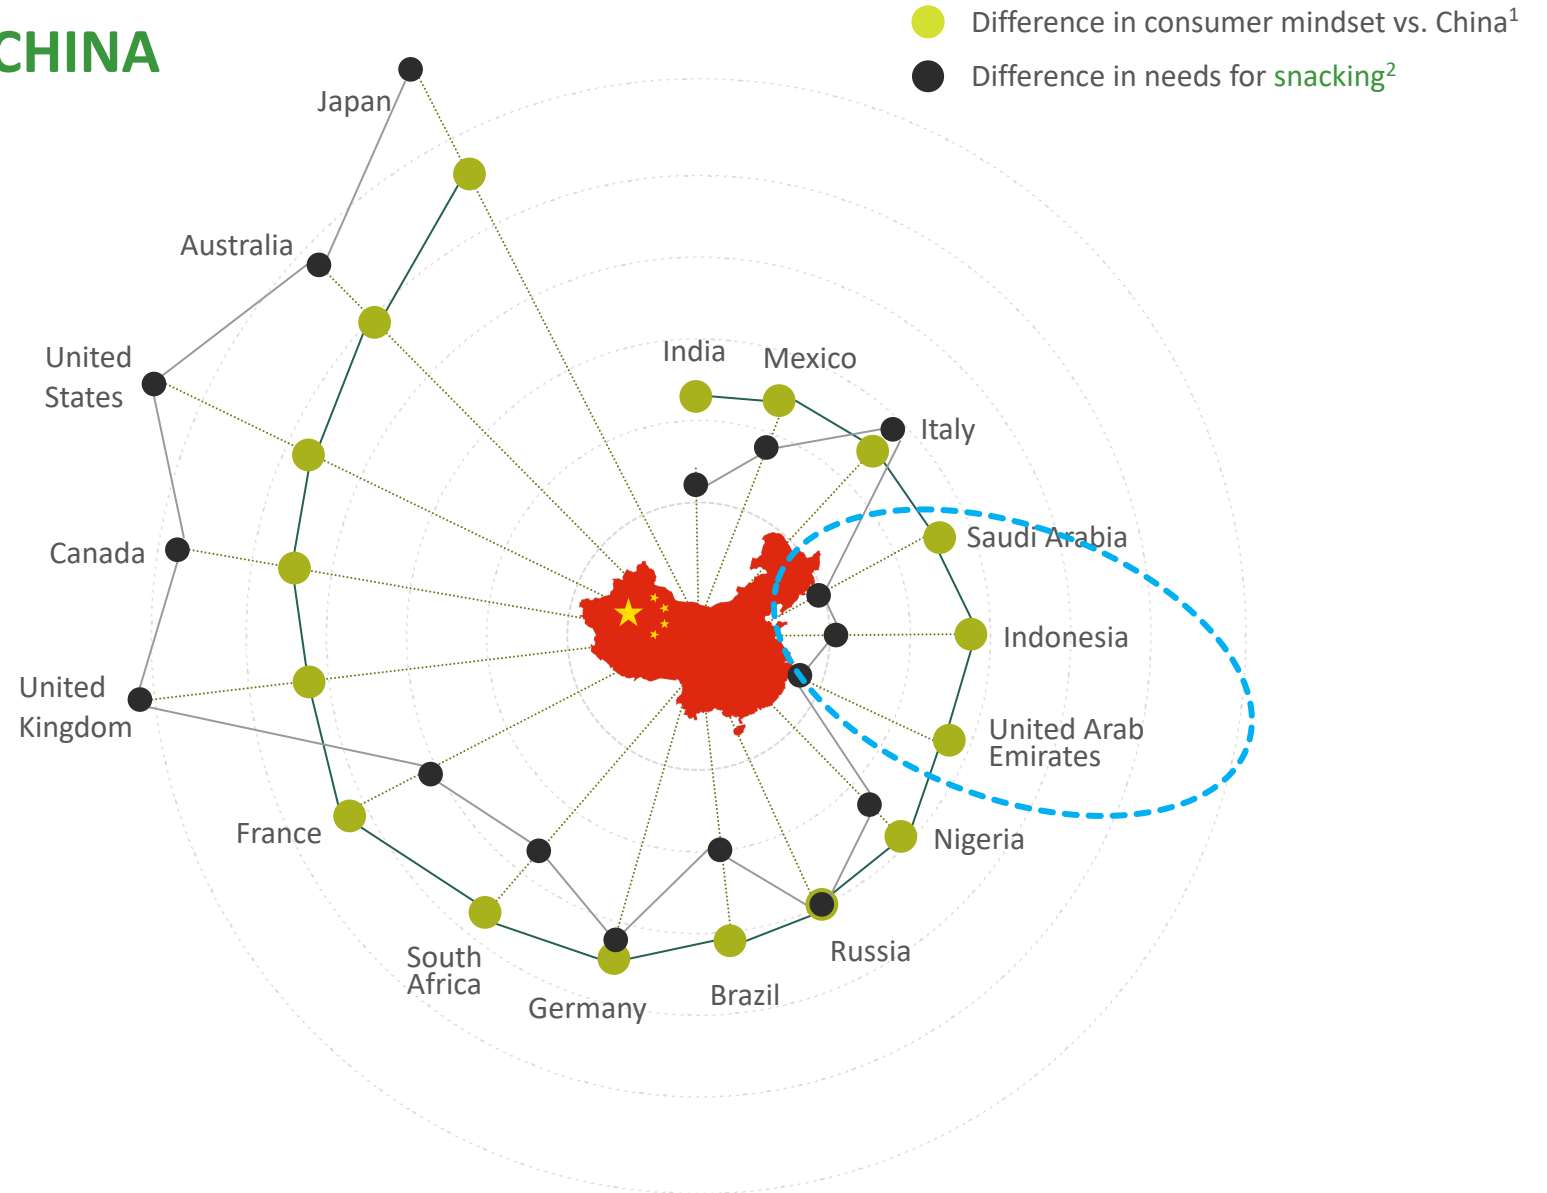 CHINA
Difference in consumer mindset vs. China1
Difference in needs for snacking2
Japan
Australia
United
States
Canada
United
Kingdom
France
South
Africa
Germany
Brazil
Russia
Nigeria
United Arab
Emirates
Indonesia
Saudi Arabia
Italy
Mexico
India